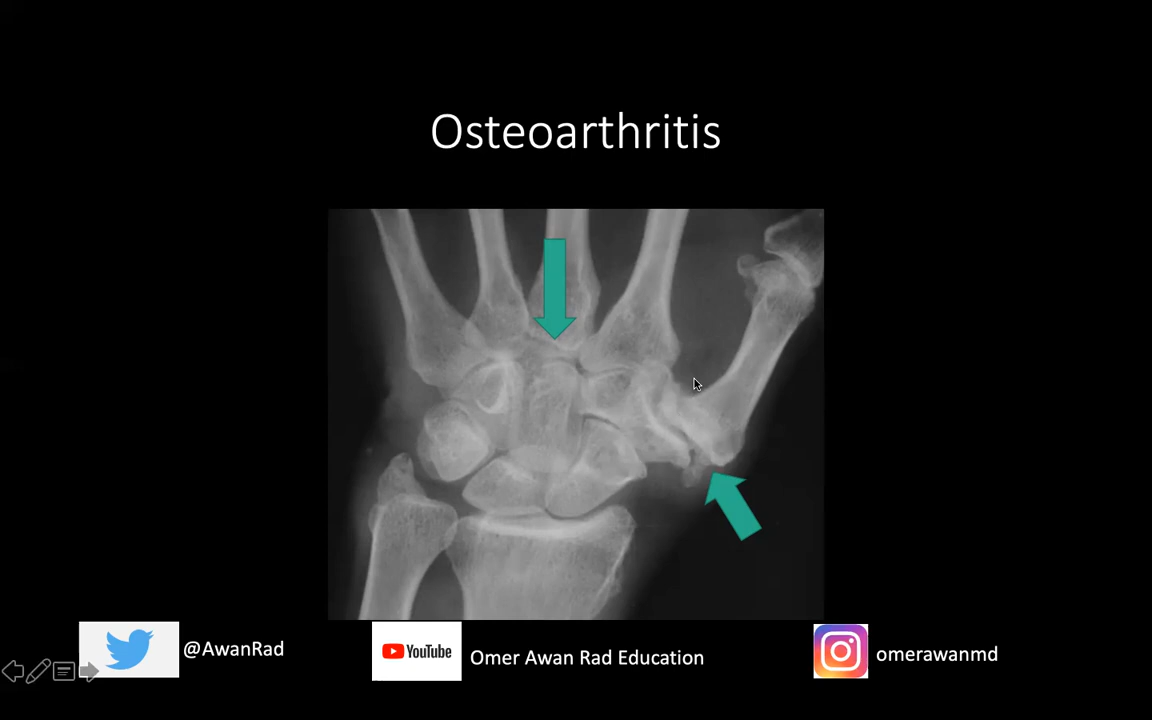 Osteoarthritis
@AwanRad
YouTube
Omer Awan Rad Education
omerawanmd